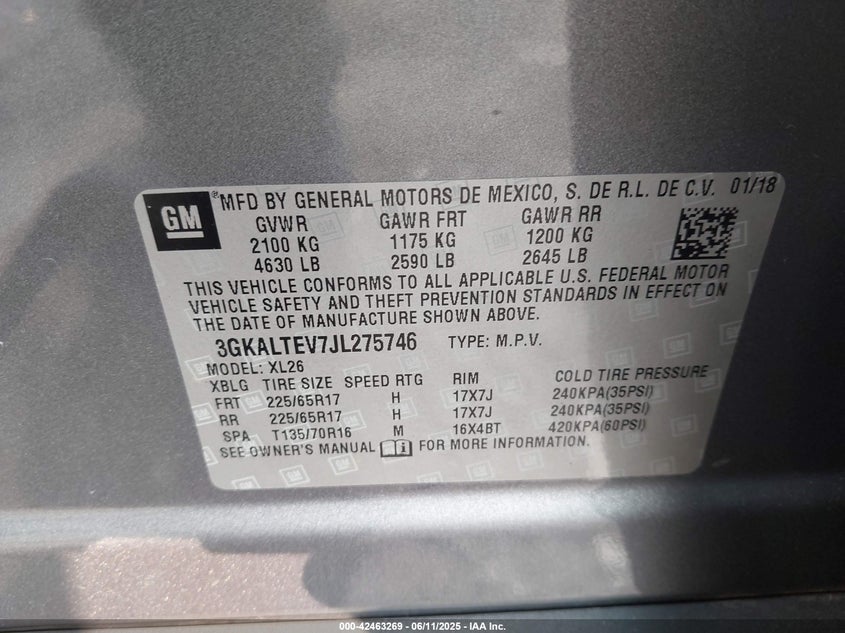 GM ® MFD BY GENERAL MOTORS DE MEXICO, S. DE R.L. DE C.V. 01/18
GVWR GAWR FRT GAWR RR
2100 KG 1175 KG 1200 KG
4630 LB 2590 LB 2645 LB
THIS VEHICLE CONFORMS TO ALL APPLICABLE U.S. FEDERAL MOTOR
VEHICLE SAFETY AND THEFT PREVENTION STANDARDS IN EFFECT ON
THE DATE OF MANUFACTURE SHOWN ABOVE.
3GKALTEV7JL275746 TYPE: M.P.V.
MODEL: XL26
XBLG TIRE SIZE SPEED RTG RIM COLD TIRE PRESSURE
FRT 225/65R17 H 17X7J 240KPA(35PSI)
RR 225/65R17 H 17X7J 240KPA(35PSI)
SPA T135/70R16 M 16X4BT 420KPA(60PSI)
SEE OWNER'S MANUAL i FOR MORE INFORMATION.
000-42463269 - 06/11/2025 - IAA Inc.